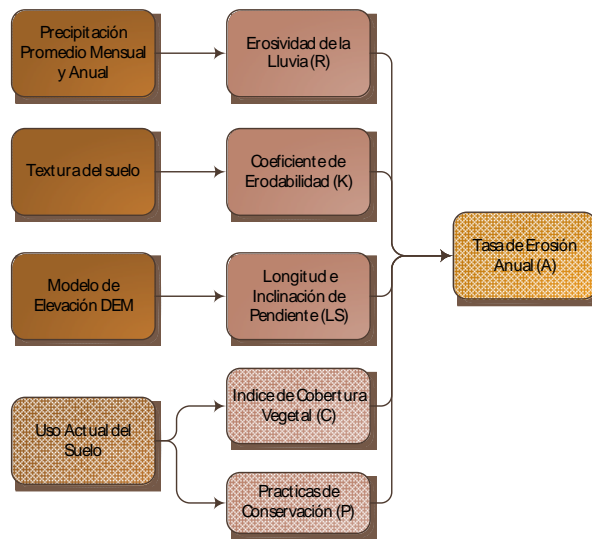 Precipitación
Promedio Mensual
y Anual
Erosividad de la
Lluvia (R)
Textura del suelo
Coeficiente de
Erodabilidad (K)
Tasa de Erosión
Anual (A)
Modelo de
Elevación DEM
Longitud e
Inclinación de
Pendiente (LS)
Uso Actual del
Suelo
Indice de Cobertura
Vegetal (C)
Practicas de
Conservación (P)